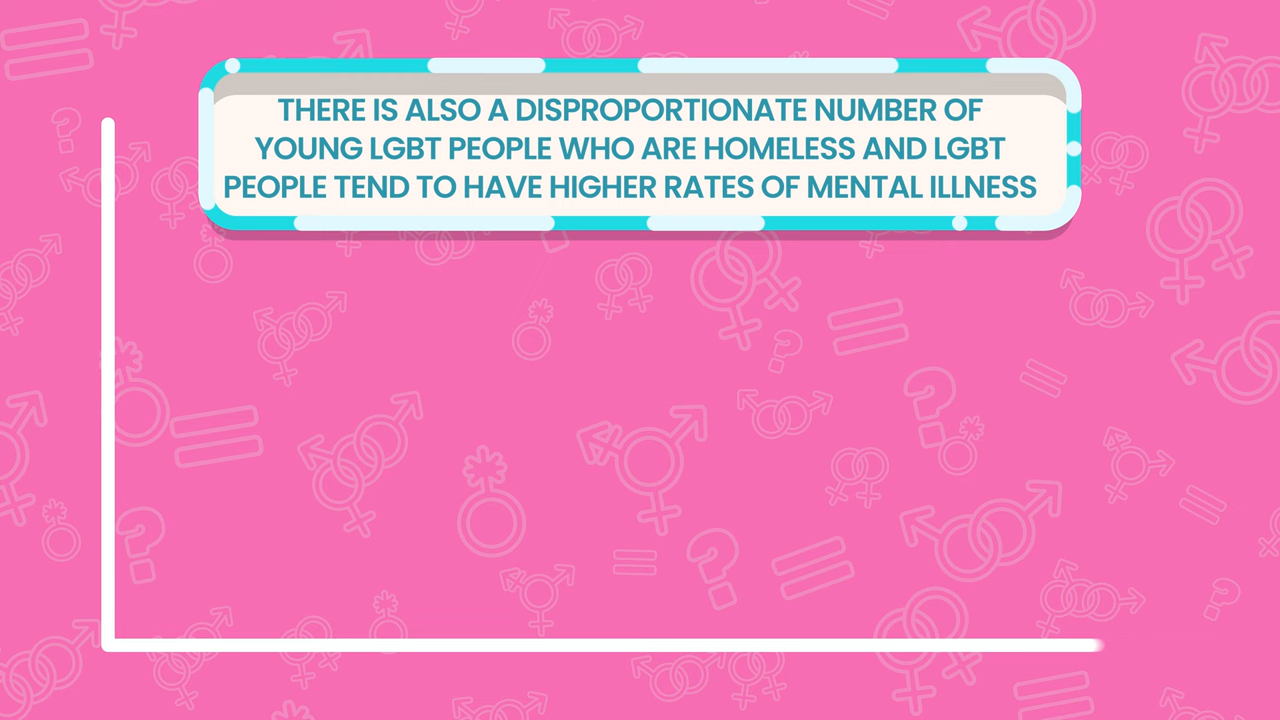 THERE IS ALSO A DISPROPORTIONATE NUMBER OF
YOUNG LGBT PEOPLE WHO ARE HOMELESS AND LGBT
PEOPLE TEND TO HAVE HIGHER RATES OF MENTAL ILLNESS